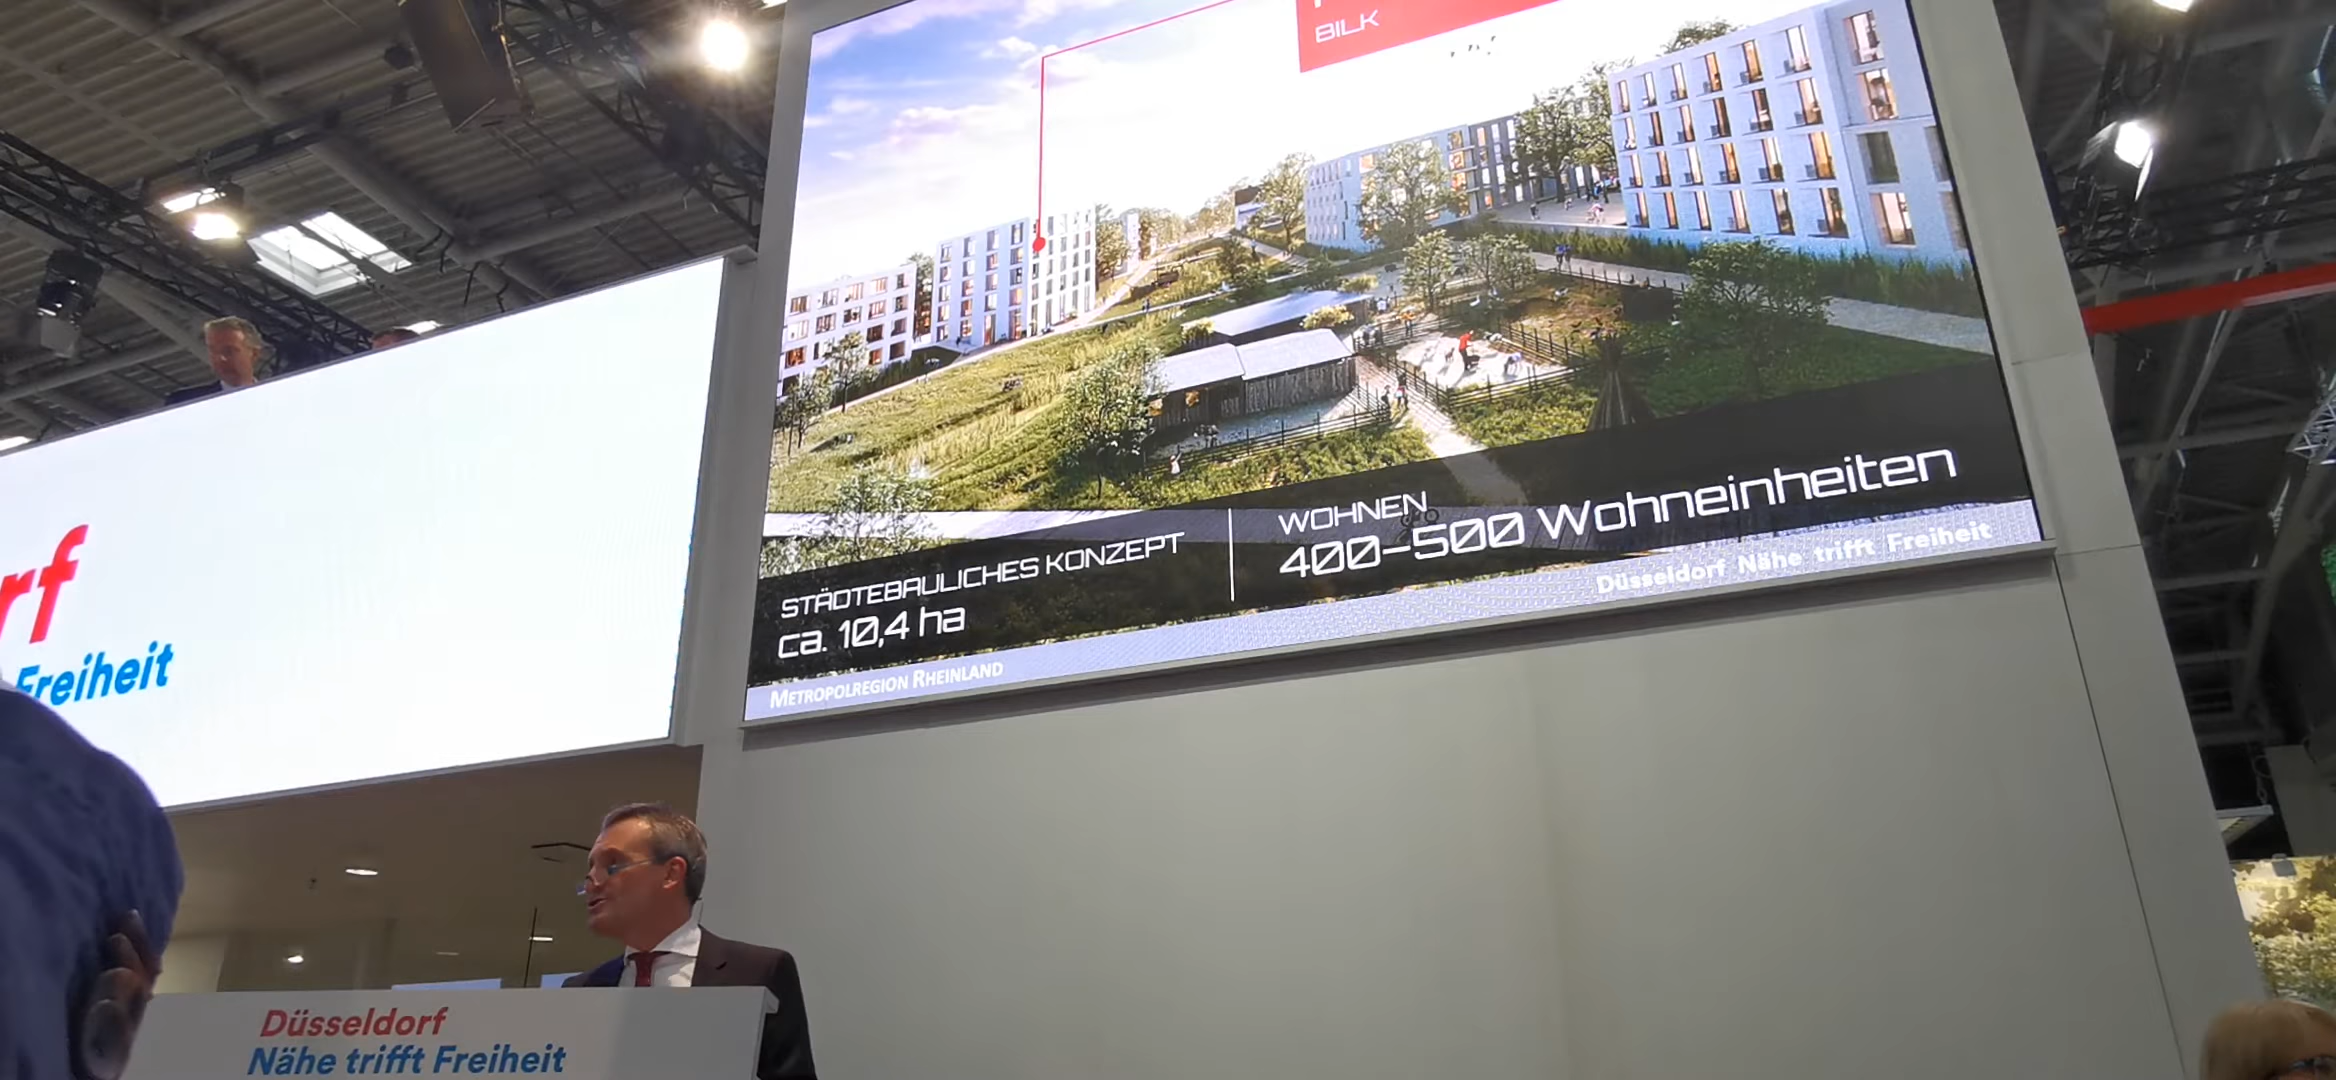 BILK
STÄDTEBAULICHES KONZEPT
ca. 10,4 ha
WOHNEN
400–500 Wohneinheiten
METROPOLREGION RHEINLAND
Düsseldorf Nähe trifft Freiheit
rf
Freiheit
Düsseldorf
Nähe trifft Freiheit